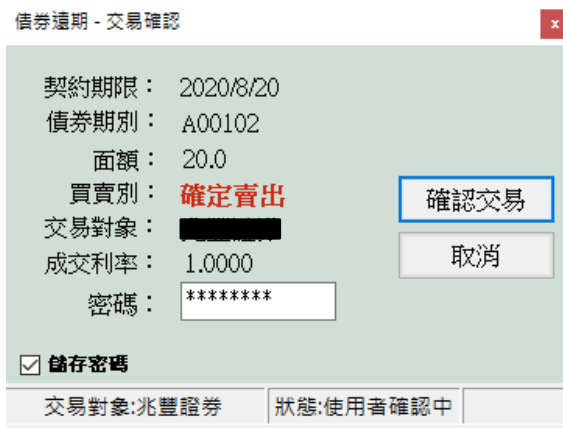 債券遠期 - 交易確認
x
契約期限： 2020/8/20
債券期別： A00102
面額： 20.0
買賣別： 確定賣出
交易對象：
成交利率： 1.0000
密碼： ********
確認交易
取消
儲存密碼
交易對象:兆豐證券 狀態:使用者確認中